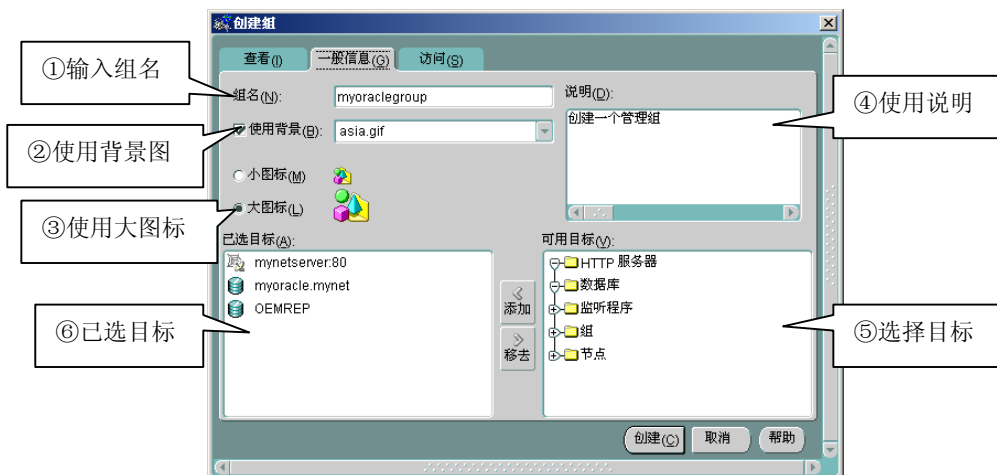 创建组
查看(I) 一般信息(G) 访问(S)
①输入组名
组名(N): myoraclegroup
说明(D):
创建一个管理组
④使用说明
②使用背景图
使用背景(B): asia.gif
小图标(M)
③使用大图标
大图标(L)
已选目标(A):
可用目标(V):
mynetserver:80
myoracle.mynet
OEMREP
添加
移去
HTTP 服务器
数据库
监听程序
组
节点
⑥已选目标
⑤选择目标
创建(C) 取消 帮助